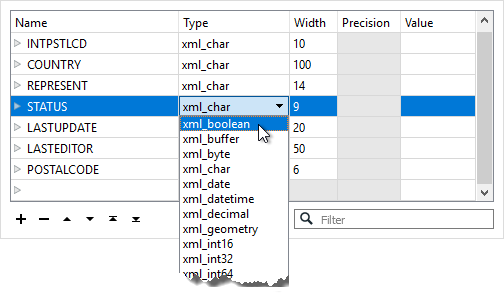 Name Type Width Precision Value
INTPSTLCD xml_char 10
COUNTRY xml_char 100
REPRESENT xml_char 14
STATUS xml_char 9
LASTUPDATE xml_boolean 20
xml_buffer
LASTEDITOR xml_byte 50
POSTALCODE xml_char 6
xml_date
xml_datetime
xml_decimal
xml_geometry
Filter
xml_int16
xml_int32
xml_int64